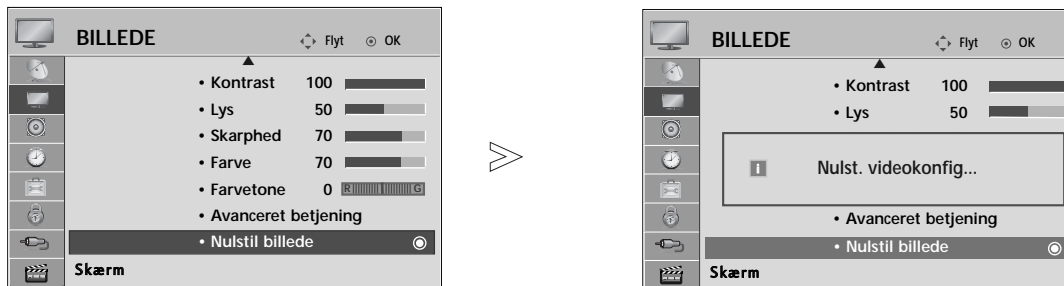 BILLEDE Flyt OK
• Kontrast 100
• Lys 50
• Skarphed 70
• Farve 70
• Farvetone 0 R G
• Avanceret betjening
• Nulstil billede
Skærm
BILLEDE Flyt OK
• Kontrast 100
• Lys 50
i Nulst. videokonfig...
• Avanceret betjening
• Nulstil billede
Skærm